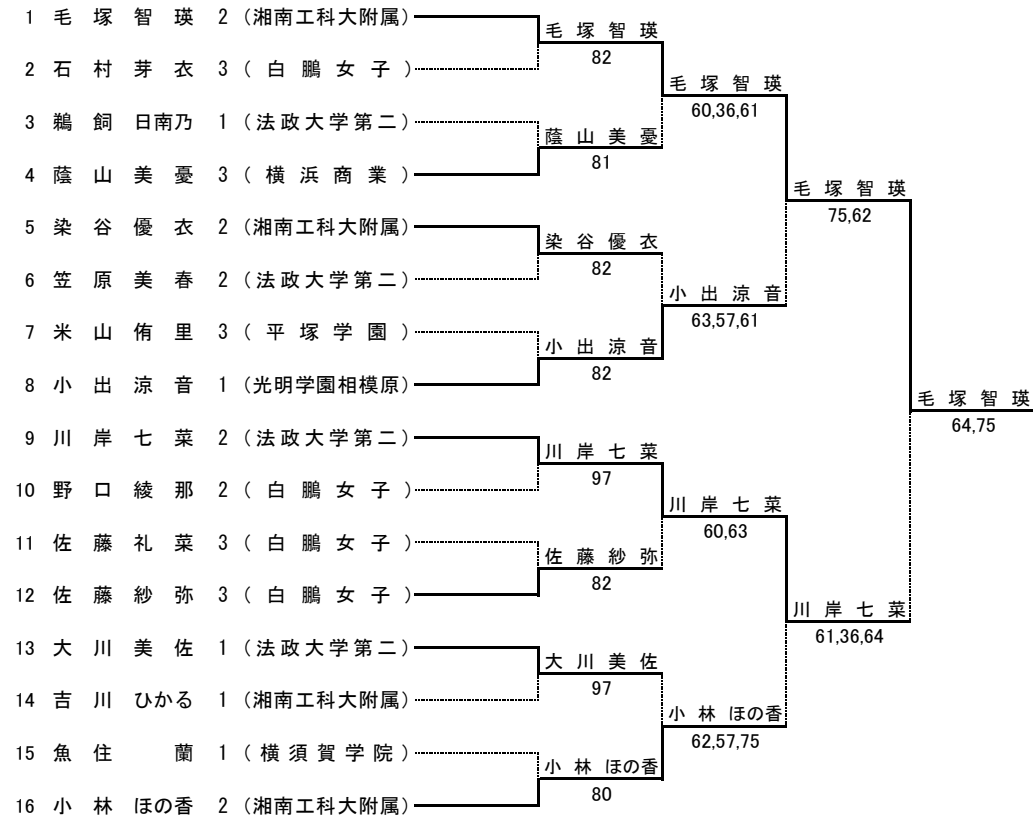 1 毛塚智瑛 2 (湘南工科大附属)
毛塚智瑛
82
2 石村芽衣 3 (白鵬女子)
毛塚智瑛
60,36,61
3 鵜飼日南乃 1 (法政大学第二)
蔭山美憂
81
4 蔭山美憂 3 (横浜商業)
毛塚智瑛
75,62
5 染谷優衣 2 (湘南工科大附属)
染谷優衣
82
6 笠原美春 2 (法政大学第二)
小出涼音
63,57,61
7 米山侑里 3 (平塚学園)
小出涼音
82
8 小出涼音 1 (光明学園相模原)
毛塚智瑛
64,75
9 川岸七菜 2 (法政大学第二)
川岸七菜
97
10 野口綾那 2 (白鵬女子)
川岸七菜
60,63
11 佐藤礼菜 3 (白鵬女子)
佐藤紗弥
82
12 佐藤紗弥 3 (白鵬女子)
川岸七菜
61,36,64
13 大川美佐 1 (法政大学第二)
大川美佐
97
14 吉川ひかる 1 (湘南工科大附属)
小林ほの香
62,57,75
15 魚住蘭 1 (横須賀学院)
小林ほの香
80
16 小林ほの香 2 (湘南工科大附属)